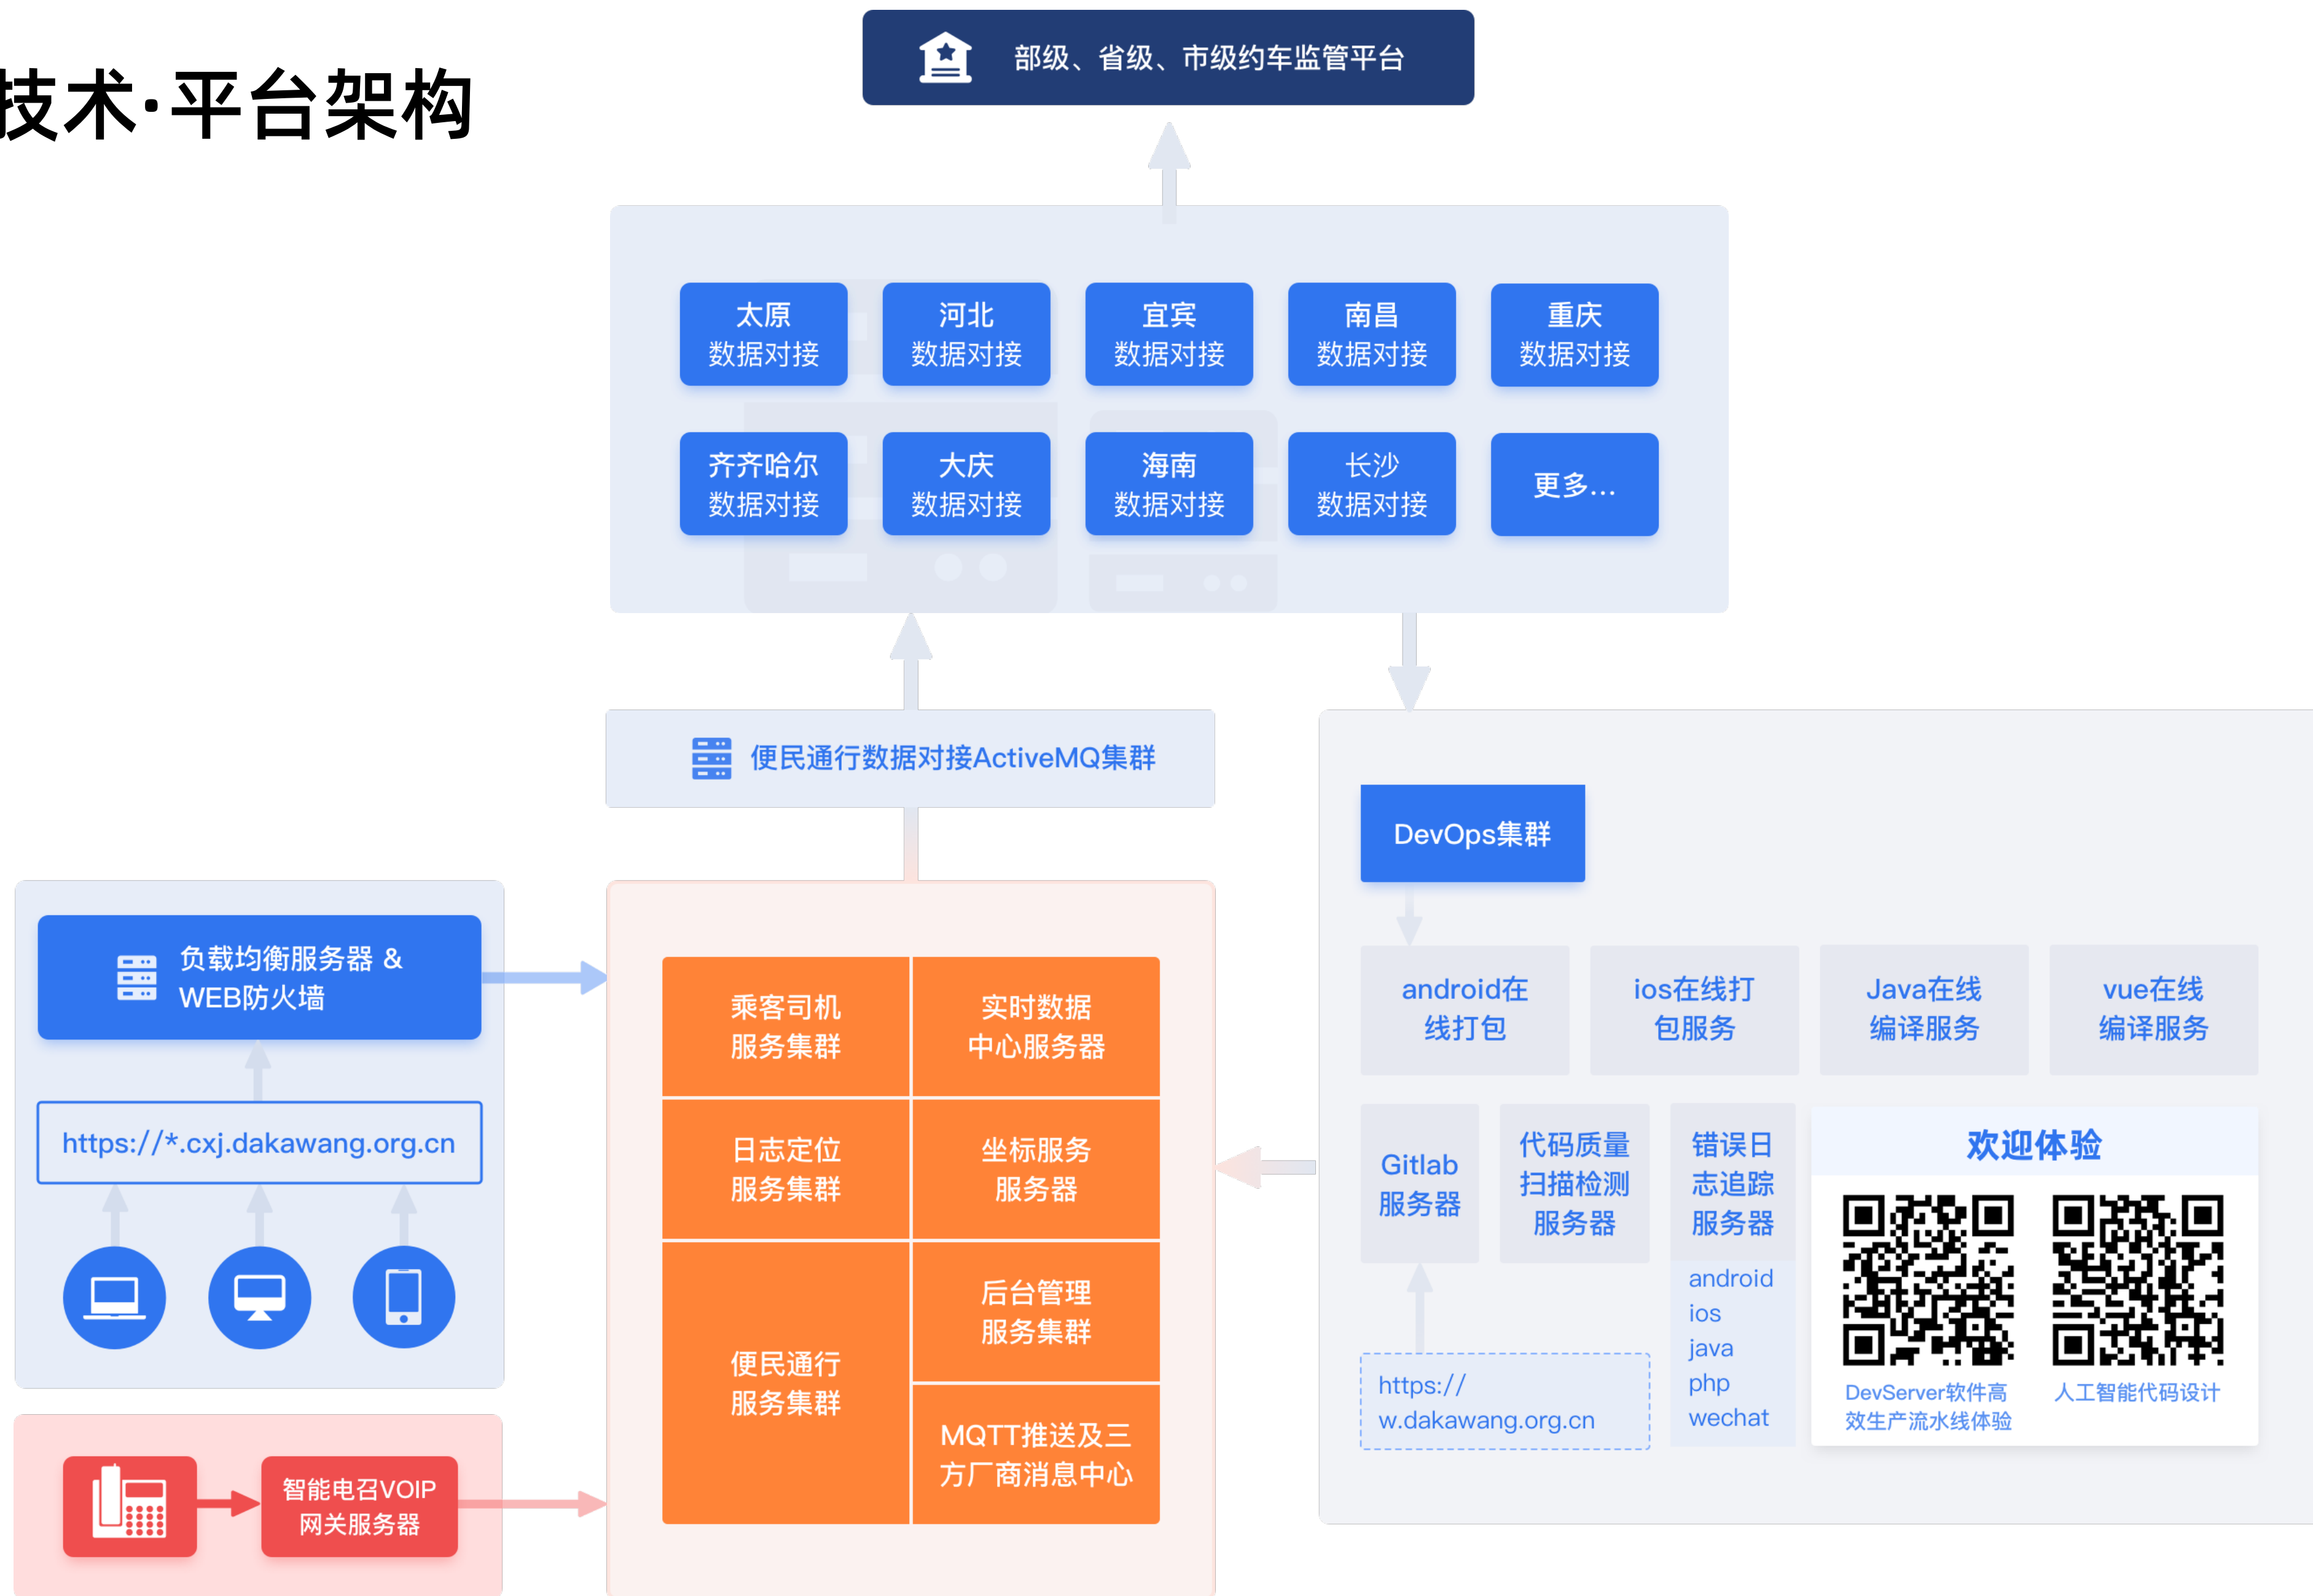 技术·平台架构
部级、省级、市级约车监管平台
太原
数据对接
河北
数据对接
宜宾
数据对接
南昌
数据对接
重庆
数据对接
齐齐哈尔
数据对接
大庆
数据对接
海南
数据对接
长沙
数据对接
更多...
便民通行数据对接ActiveMQ集群
负载均衡服务器 &
WEB防火墙
https://*.cxj.dakawang.org.cn
智能电召VOIP
网关服务器
乘客司机
服务集群
实时数据
中心服务器
日志定位
服务集群
坐标服务
服务器
便民通行
服务集群
后台管理
服务集群
MQTT推送及三
方厂商消息中心
DevOps集群
android在
线打包
ios在线打
包服务
Java在线
编译服务
vue在线
编译服务
Gitlab
服务器
代码质量
扫描检测
服务器
错误日
志追踪
服务器
android
ios
java
php
wechat
https://
w.dakawang.org.cn
欢迎体验
DevServer软件高
效生产流水线体验
人工智能代码设计